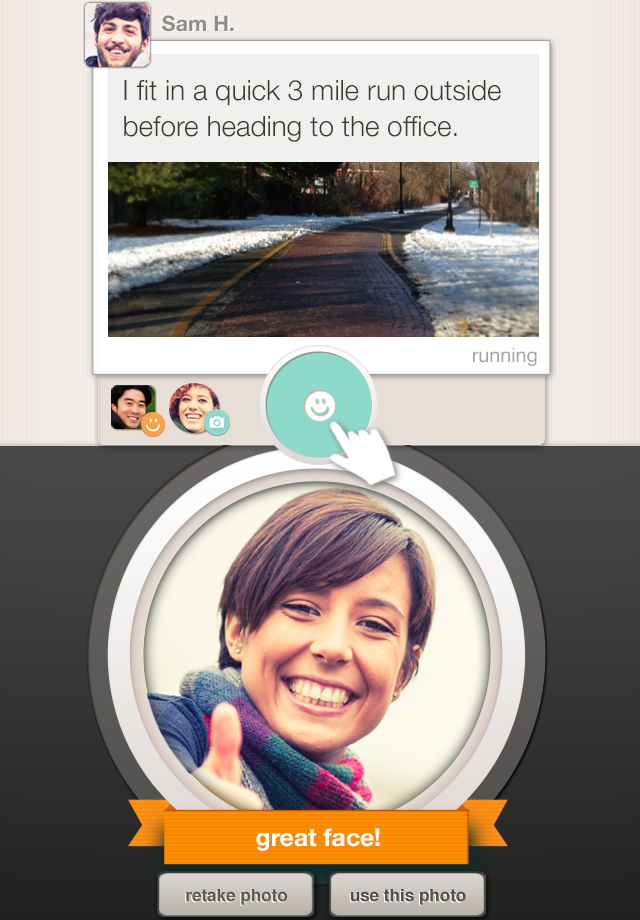 Sam H.
I fit in a quick 3 mile run outside
before heading to the office.
running
great face!
retake photo
use this photo